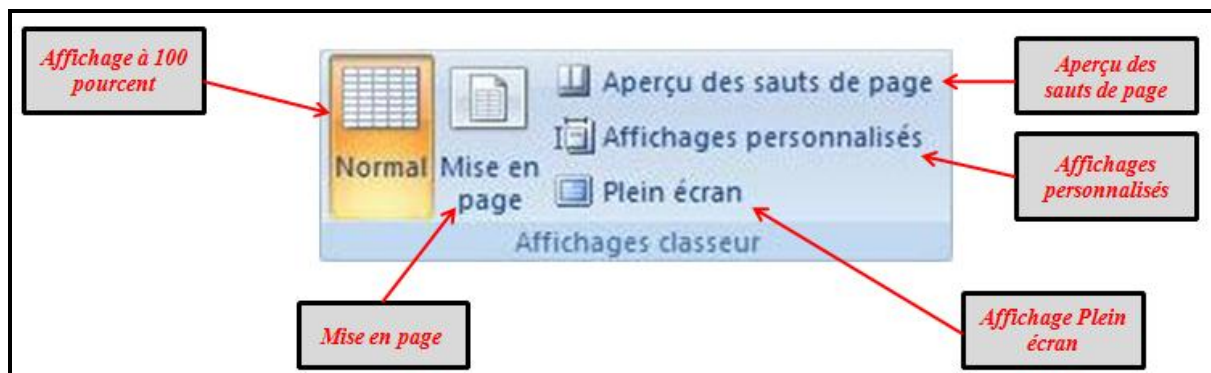 Affichage à 100
pourcent
Aperçu des sauts de page
Aperçu des
sauts de page
Affichages personnalisés
Affichages
personnalisés
Normal
Mise en
page
Plein écran
Affichages classeur
Mise en page
Affichage Plein
écran